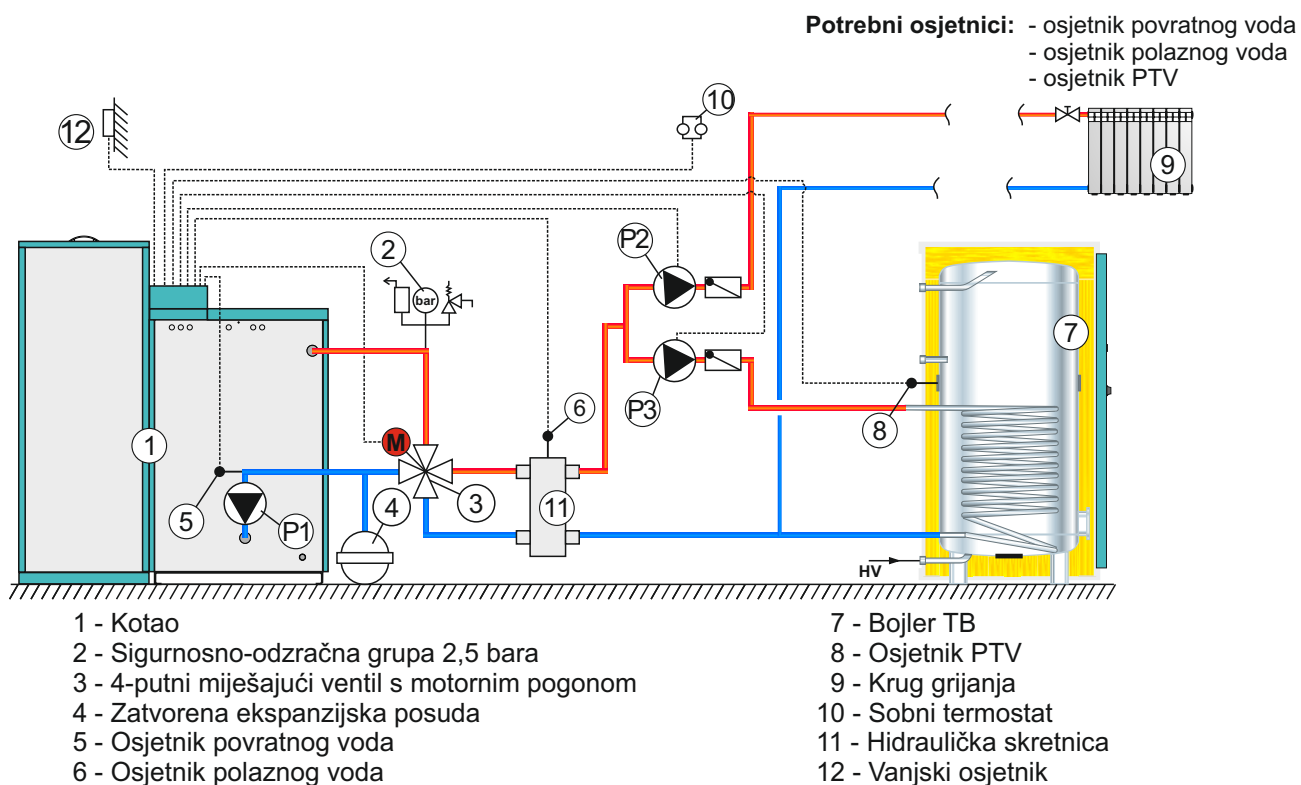 Potrebni osjetnici: - osjetnik povratnog voda
- osjetnik polaznog voda
- osjetnik PTV
12
10
9
2
bar
P2
P3
7
1
M
6
8
5
P1
4
3
11
HV
1 - Kotao
2 - Sigurnosno-odzračna grupa 2,5 bara
3 - 4-putni miješajući ventil s motornim pogonom
4 - Zatvorena ekspanzijska posuda
5 - Osjetnik povratnog voda
6 - Osjetnik polaznog voda
7 - Bojler TB
8 - Osjetnik PTV
9 - Krug grijanja
10 - Sobni termostat
11 - Hidraulička skretnica
12 - Vanjski osjetnik